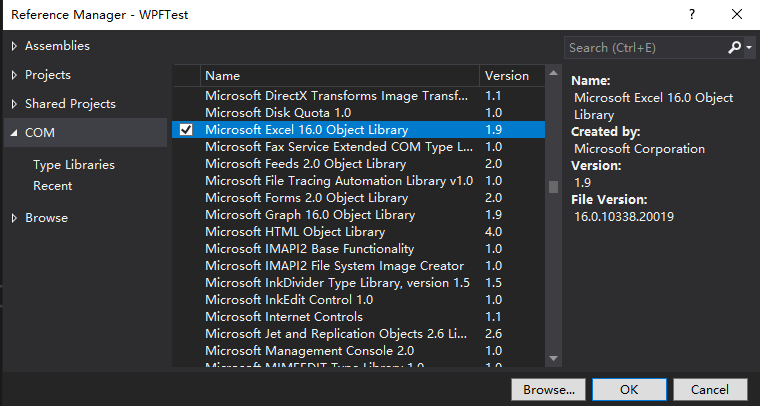 Reference Manager - WPFTest
?
Assemblies
Projects
Shared Projects
COM
Type Libraries
Recent
Browse
Name Version
Microsoft DirectX Transforms Image Transf... 1.1
Microsoft Disk Quota 1.0 1.0
Microsoft Excel 16.0 Object Library 1.9
Microsoft Fax Service Extended COM Type L... 1.0
Microsoft Feeds 2.0 Object Library 2.0
Microsoft File Tracing Automation Library v1.0 1.0
Microsoft Forms 2.0 Object Library 2.0
Microsoft Graph 16.0 Object Library 1.9
Microsoft HTML Object Library 4.0
Microsoft IMAPI2 Base Functionality 1.0
Microsoft IMAPI2 File System Image Creator 1.0
Microsoft InkDivider Type Library, version 1.5 1.5
Microsoft InkEdit Control 1.0 1.0
Microsoft Internet Controls 1.1
Microsoft Jet and Replication Objects 2.6 Li... 2.6
Microsoft Management Console 2.0 1.0
Microsoft MIMEEDIT Type Library 1.0 1.0
Search (Ctrl+E)
Name:
Microsoft Excel 16.0 Object
Library
Created by:
Microsoft Corporation
Version:
1.9
File Version:
16.0.10338.20019
Browse... OK Cancel